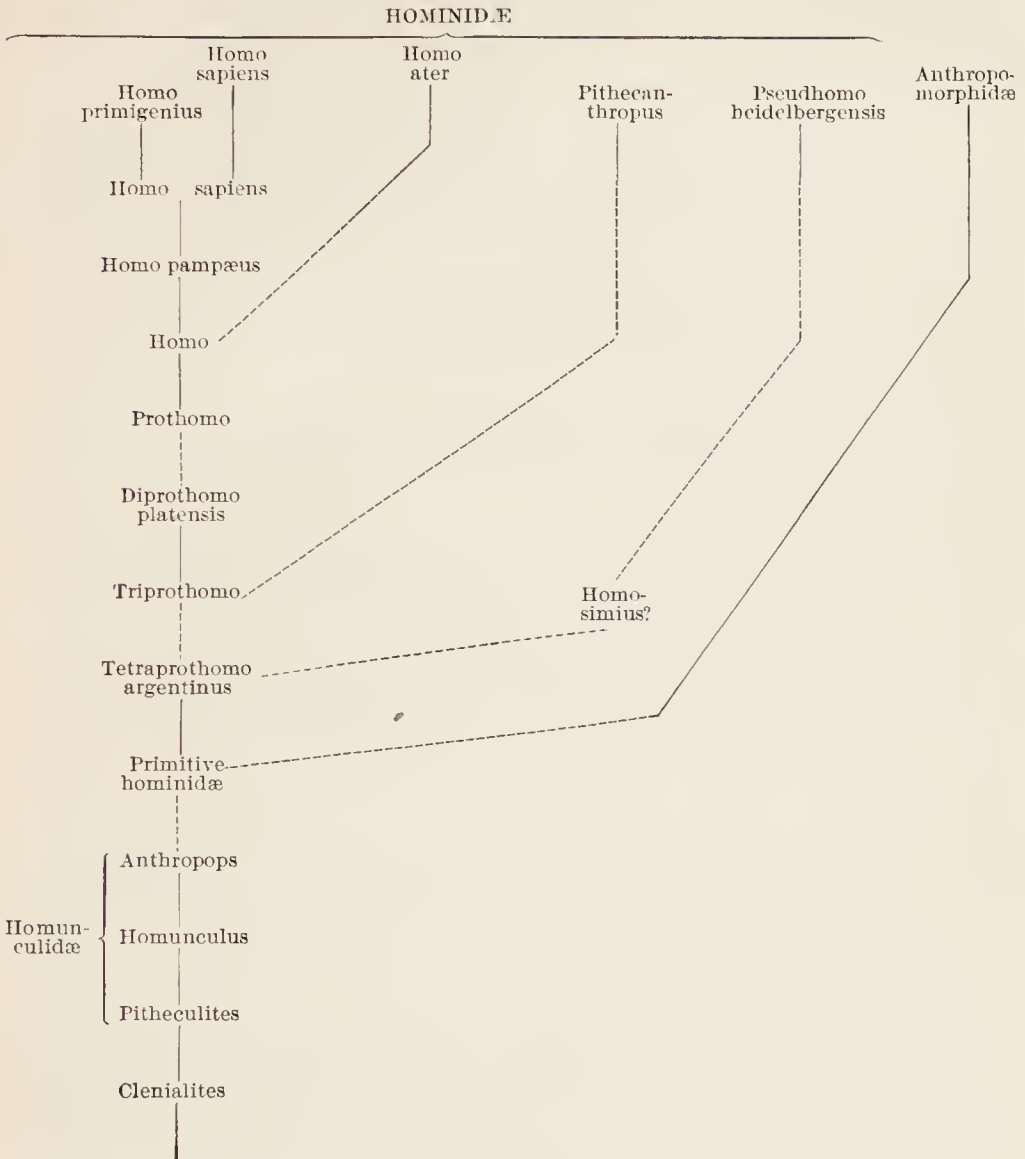 HOMINIDÆ
Homo
sapiens
Homo
ater
Homo
primigenius
Pithecan-
thropus
Pseudhomo
heidelbergensis
Anthropo-
morphidæ
Homo sapiens
Homo pampæus
Homo
Prothomo
Diprothomo
platensis
Triprothomo
Homo-
simius?
Tetraprothomo
argentinus
Primitive
hominidæ
Anthropops
Homun-
culidæ
Homunculus
Pitheculites
Clenialites